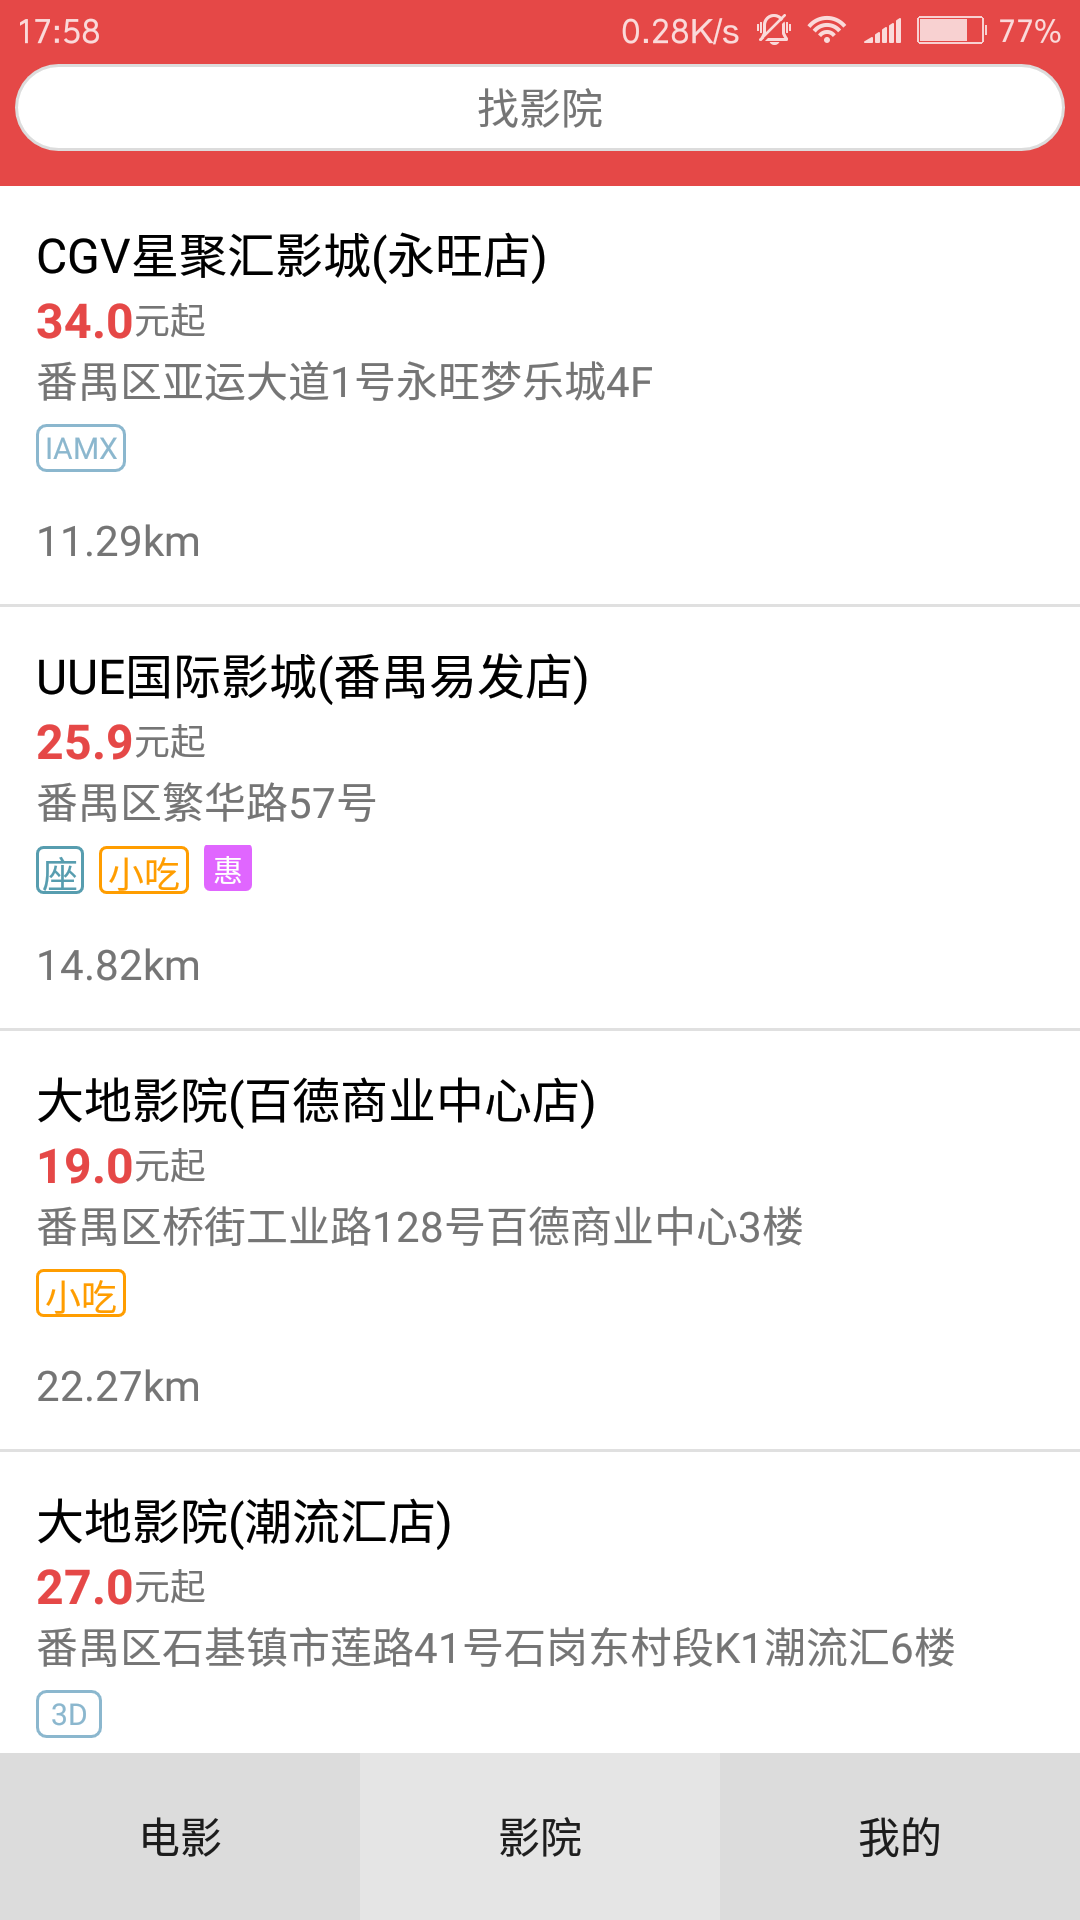 17:58 0.28K/s 77%
找影院
CGV星聚汇影城(永旺店)
34.0元起
番禺区亚运大道1号永旺梦乐城4F
IAMX
11.29km
UUE国际影城(番禺易发店)
25.9元起
番禺区繁华路57号
座 小吃 惠
14.82km
大地影院(百德商业中心店)
19.0元起
番禺区桥街工业路128号百德商业中心3楼
小吃
22.27km
大地影院(潮流汇店)
27.0元起
番禺区石基镇市莲路41号石岗东村段K1潮流汇6楼
3D
电影 影院 我的